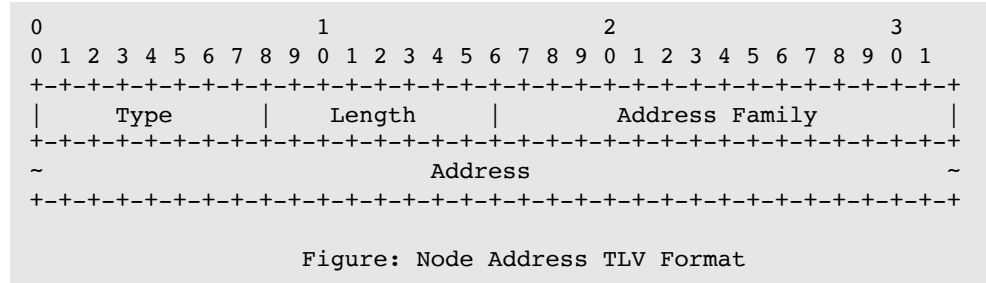 0                   1                   2                   3
0 1 2 3 4 5 6 7 8 9 0 1 2 3 4 5 6 7 8 9 0 1 2 3 4 5 6 7 8 9 0 1
+-+-+-+-+-+-+-+-+-+-+-+-+-+-+-+-+-+-+-+-+-+-+-+-+-+-+-+-+-+-+-+-+
|     Type      |    Length     |        Address Family         |
+-+-+-+-+-+-+-+-+-+-+-+-+-+-+-+-+-+-+-+-+-+-+-+-+-+-+-+-+-+-+-+-+
~                           Address                             ~
+-+-+-+-+-+-+-+-+-+-+-+-+-+-+-+-+-+-+-+-+-+-+-+-+-+-+-+-+-+-+-+-+
Figure: Node Address TLV Format